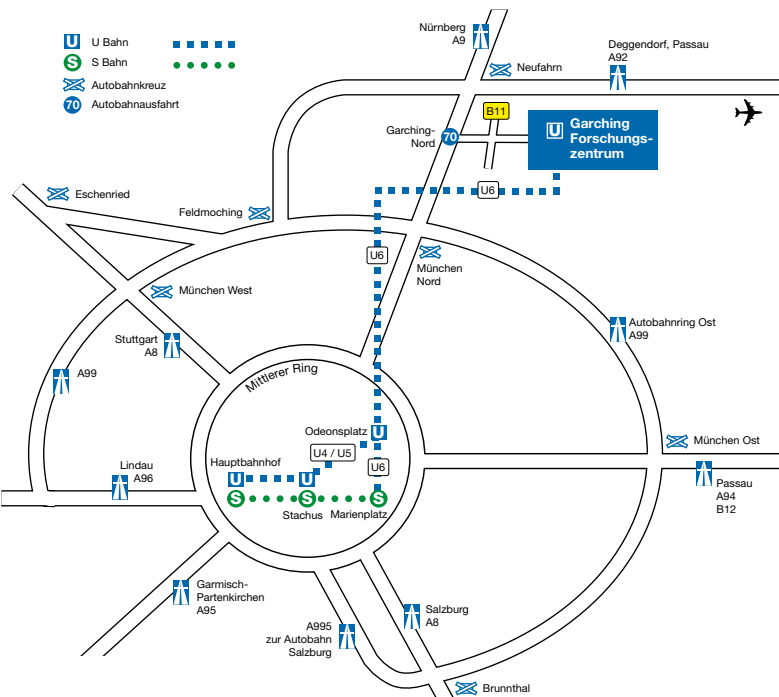 U Bahn
S Bahn
Autobahnkreuz
70 Autobahnausfahrt
Nürnberg
A9
Neufahrn
Deggendorf, Passau
A92
B11
Garching-
Nord
70
U Garching
Forschungs-
zentrum
U6
Eschenried
Feldmoching
U6
München
Nord
München West
Stuttgart
A8
Autobahnring Ost
A99
A99
Mittlerer Ring
Odeonsplatz
U
U4 / U5
Hauptbahnhof
U6
München Ost
Lindau
A96
U
U
S
S
S
Stachus
Marienplatz
Passau
A94
B12
Garmisch-
Partenkirchen
A95
A995
zur Autobahn
Salzburg
Salzburg
A8
Brunnthal